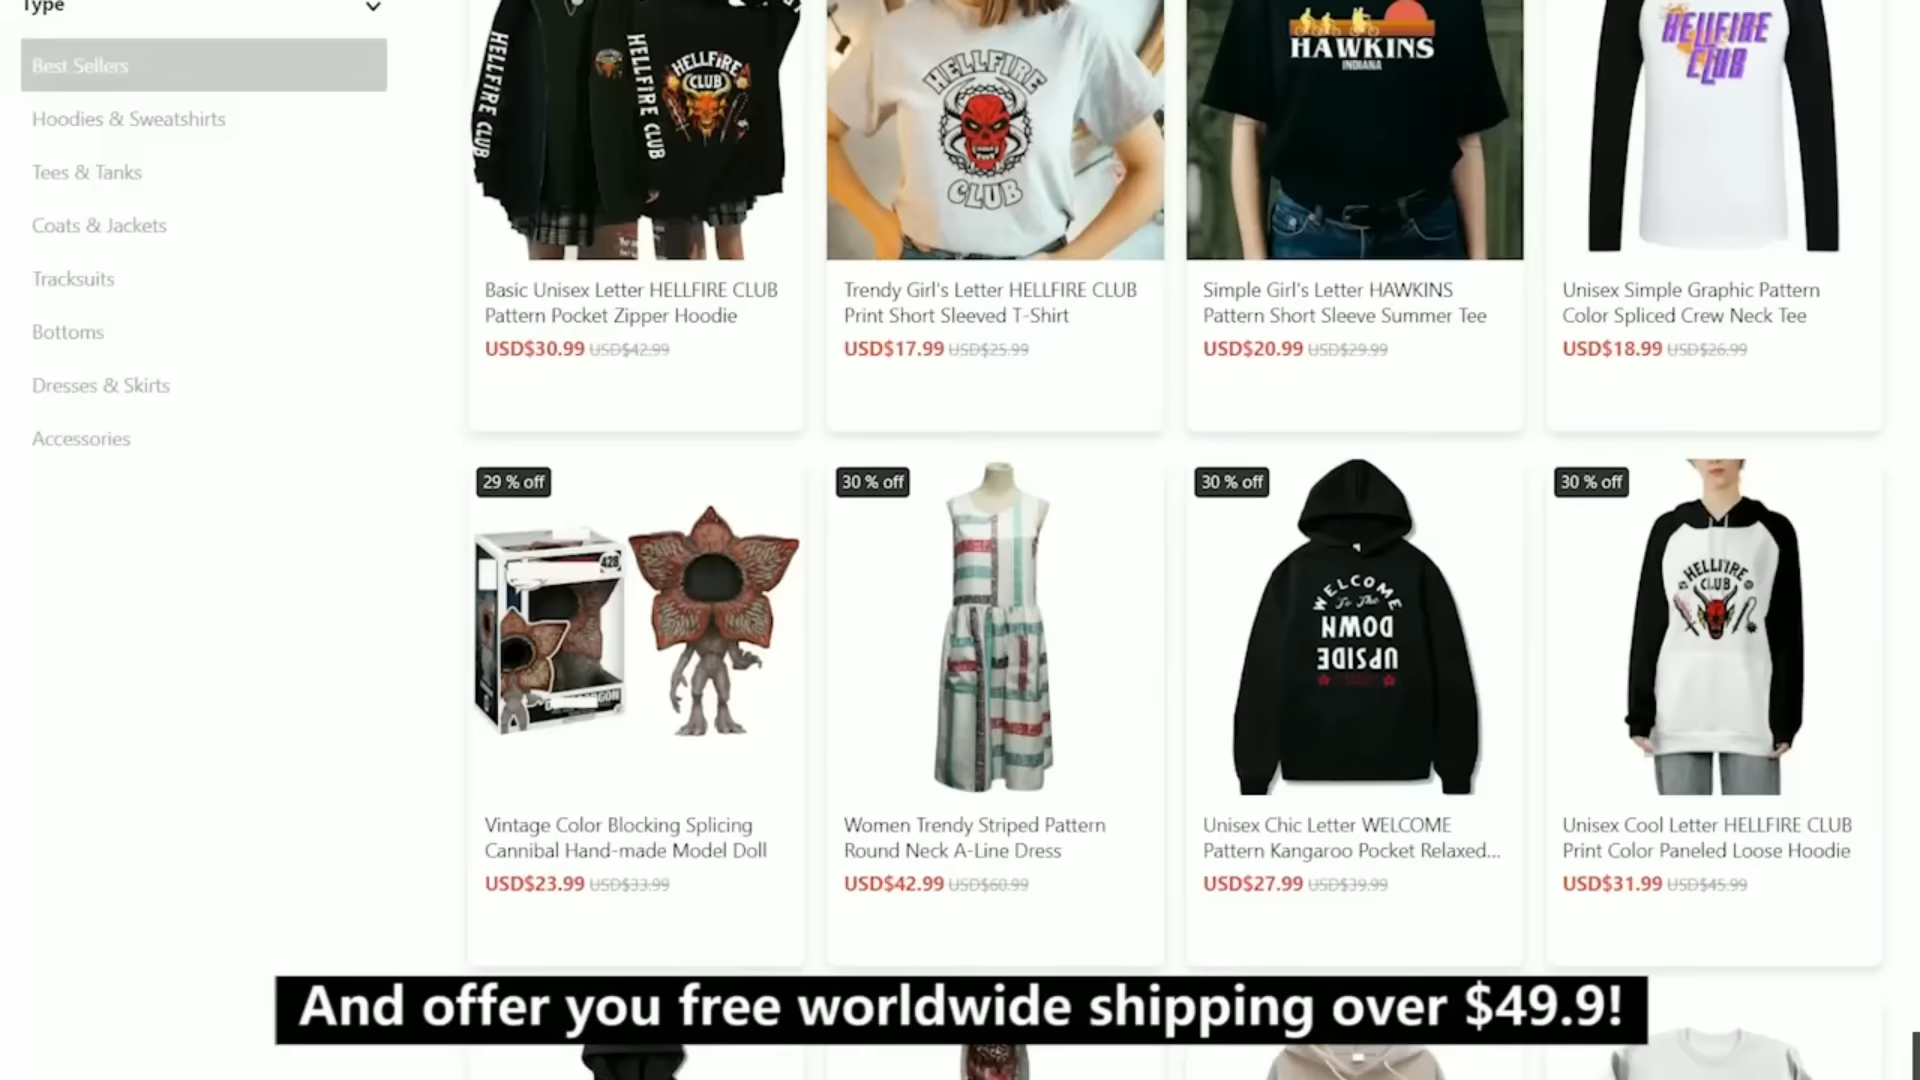 Type
Best Sellers
Hoodies & Sweatshirts
Tees & Tanks
Coats & Jackets
Tracksuits
Bottoms
Dresses & Skirts
Accessories
HELLFIRE CLUB
HELLFIRE CLUB
HELLFIRE
CLUB
HELLFIRE
CLUB
HAWKINS
INDIANA
HELLFIRE
CLUB
Basic Unisex Letter HELLFIRE CLUB
Pattern Pocket Zipper Hoodie
USD$30.99 USD$42.99
Trendy Girl's Letter HELLFIRE CLUB
Print Short Sleeved T-Shirt
USD$17.99 USD$25.99
Simple Girl's Letter HAWKINS
Pattern Short Sleeve Summer Tee
USD$20.99 USD$29.99
Unisex Simple Graphic Pattern
Color Spliced Crew Neck Tee
USD$18.99 USD$26.99
29 % off
428
30 % off
30 % off
WELCOME
To The
DOWN
UPSIDE
30 % off
HELLFIRE
CLUB
Vintage Color Blocking Splicing
Cannibal Hand-made Model Doll
USD$23.99 USD$33.99
Women Trendy Striped Pattern
Round Neck A-Line Dress
USD$42.99 USD$60.99
Unisex Chic Letter WELCOME
Pattern Kangaroo Pocket Relaxed...
USD$27.99 USD$39.99
Unisex Cool Letter HELLFIRE CLUB
Print Color Paneled Loose Hoodie
USD$31.99 USD$45.99
And offer you free worldwide shipping over $49.9!